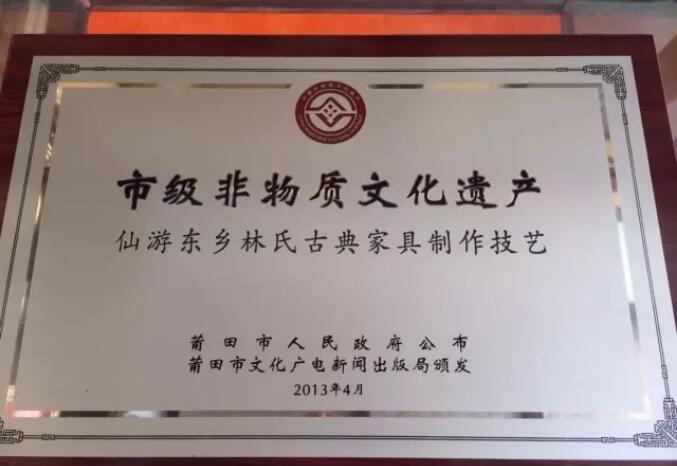 市级非物质文化遗产
仙游东乡林氏古典家具制作技艺
莆田市人民政府公布
莆田市文化广电新闻出版局颁发
2013年4月